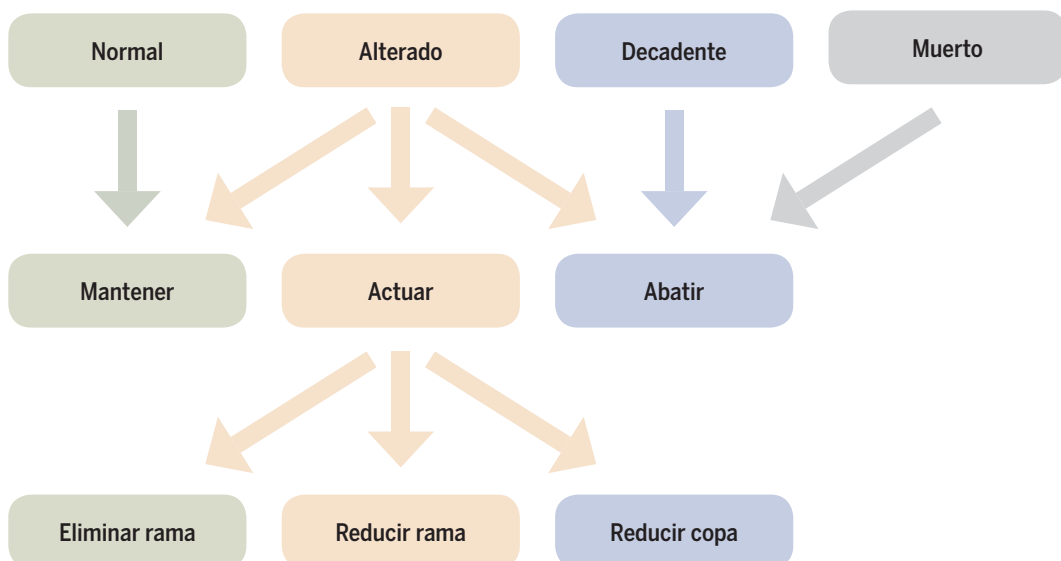 Normal
Alterado
Decadente
Muerto
Mantener
Actuar
Abatir
Eliminar rama
Reducir rama
Reducir copa